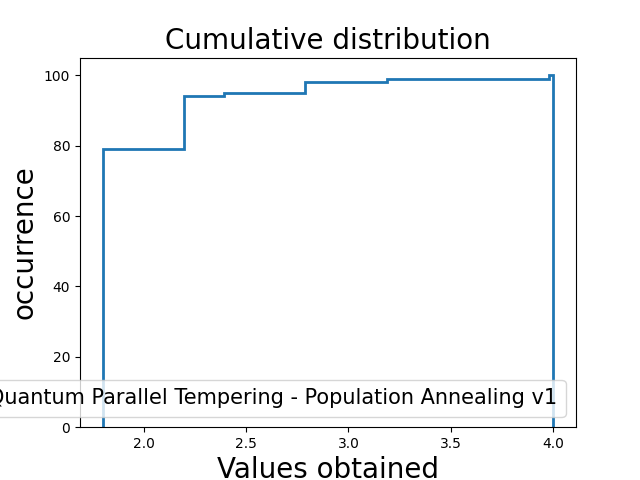 Cumulative distribution
100
80
60
40
20
0
occurrence
Quantum Parallel Tempering - Population Annealing v1
2.0 2.5 3.0 3.5 4.0
Values obtained